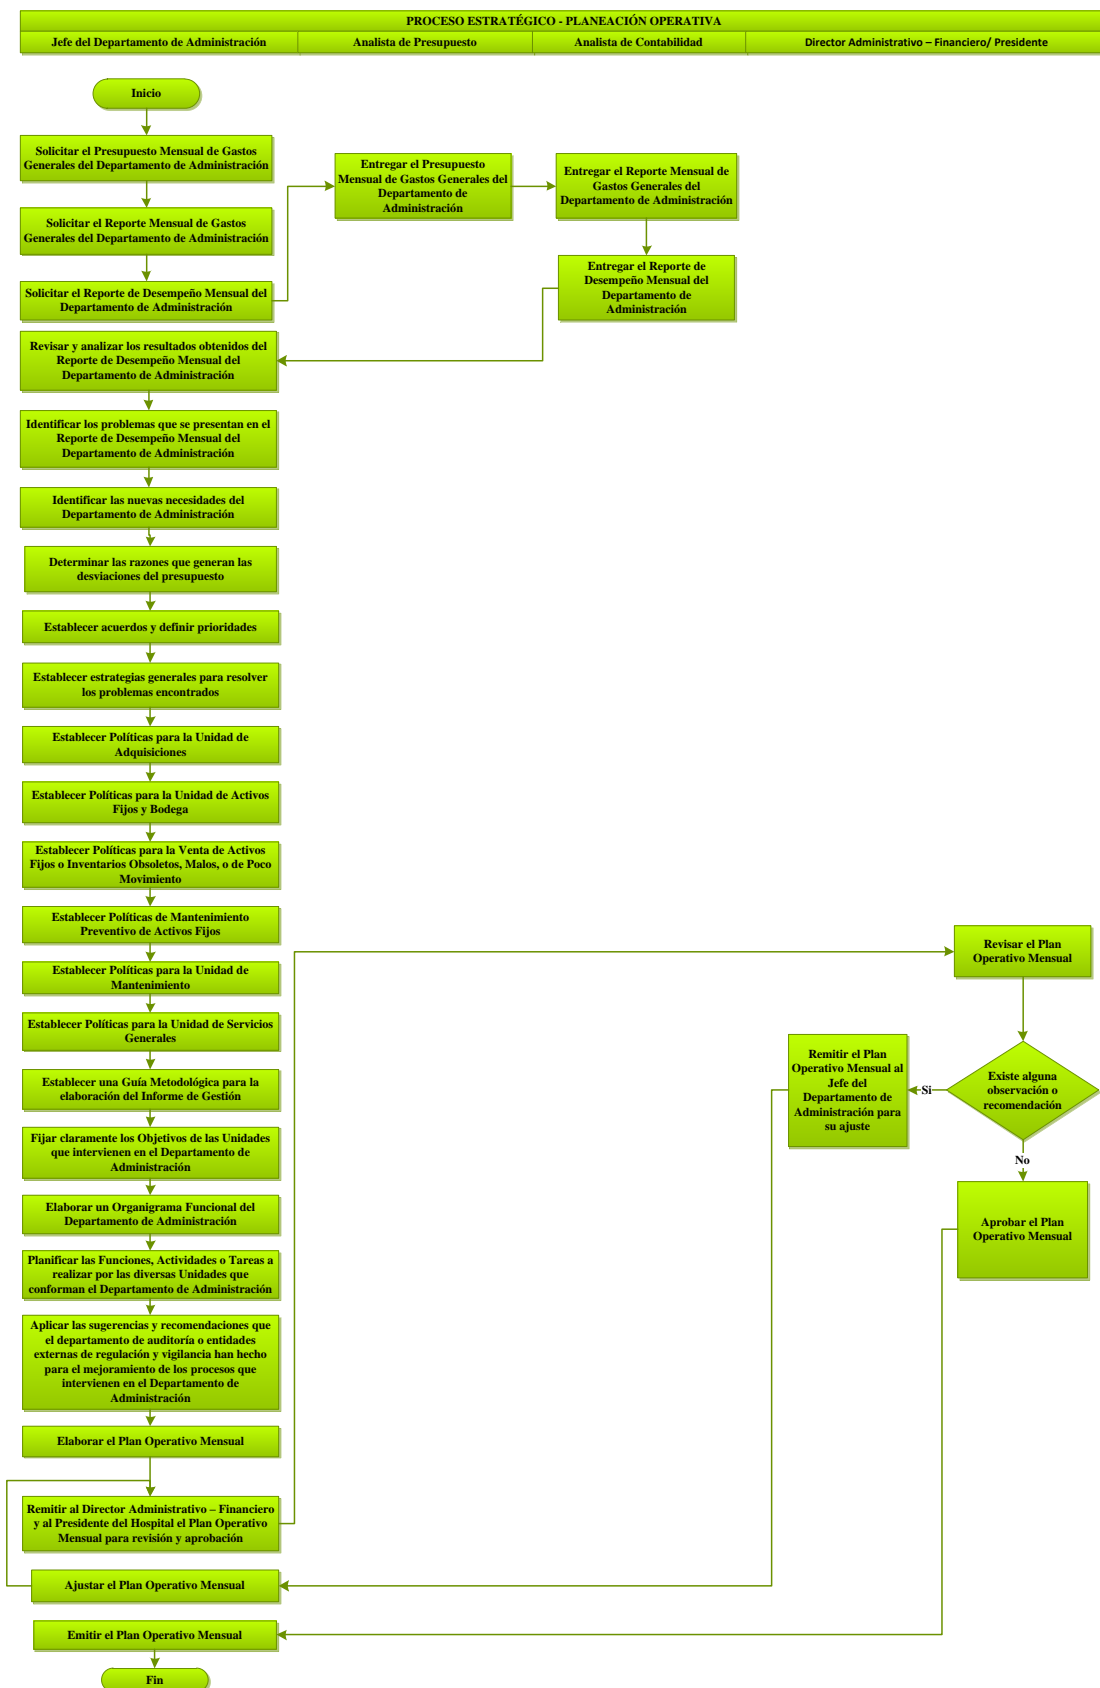 PROCESO ESTRATÉGICO - PLANEACIÓN OPERATIVA
Jefe del Departamento de Administración
Analista de Presupuesto
Analista de Contabilidad
Director Administrativo – Financiero/ Presidente
Inicio
Solicitar el Presupuesto Mensual de Gastos
Generales del Departamento de Administración
Solicitar el Reporte Mensual de Gastos
Generales del Departamento de Administración
Solicitar el Reporte de Desempeño Mensual del
Departamento de Administración
Entregar el Presupuesto
Mensual de Gastos Generales del
Departamento de
Administración
Entregar el Reporte Mensual de
Gastos Generales del
Departamento de Administración
Entregar el Reporte de
Desempeño Mensual del
Departamento de
Administración
Revisar y analizar los resultados obtenidos del
Reporte de Desempeño Mensual del
Departamento de Administración
Identificar los problemas que se presentan en el
Reporte de Desempeño Mensual del
Departamento de Administración
Identificar las nuevas necesidades del
Departamento de Administración
Determinar las razones que generan las
desviaciones del presupuesto
Establecer acuerdos y definir prioridades
Establecer estrategias generales para resolver
los problemas encontrados
Establecer Políticas para la Unidad de
Adquisiciones
Establecer Políticas para la Unidad de Activos
Fijos y Bodega
Establecer Políticas para la Venta de Activos
Fijos o Inventarios Obsoletos, Malos, o de Poco
Movimiento
Establecer Políticas de Mantenimiento
Preventivo de Activos Fijos
Establecer Políticas para la Unidad de
Mantenimiento
Establecer Políticas para la Unidad de Servicios
Generales
Establecer una Guía Metodológica para la
elaboración del Informe de Gestión
Fijar claramente los Objetivos de las Unidades
que intervienen en el Departamento de
Administración
Elaborar un Organigrama Funcional del
Departamento de Administración
Planificar las Funciones, Actividades o Tareas a
realizar por las diversas Unidades que
conforman el Departamento de Administración
Aplicar las sugerencias y recomendaciones que
el departamento de auditoría o entidades
externas de regulación y vigilancia han hecho
para el mejoramiento de los procesos que
intervienen en el Departamento de
Administración
Elaborar el Plan Operativo Mensual
Remitir al Director Administrativo – Financiero
y al Presidente del Hospital el Plan Operativo
Mensual para revisión y aprobación
Revisar el Plan
Operativo Mensual
Existe alguna
observación o
recomendación
Si
Remitir el Plan
Operativo Mensual al
Jefe del
Departamento de
Administración para
su ajuste
No
Aprobar el Plan
Operativo Mensual
Ajustar el Plan Operativo Mensual
Emitir el Plan Operativo Mensual
Fin